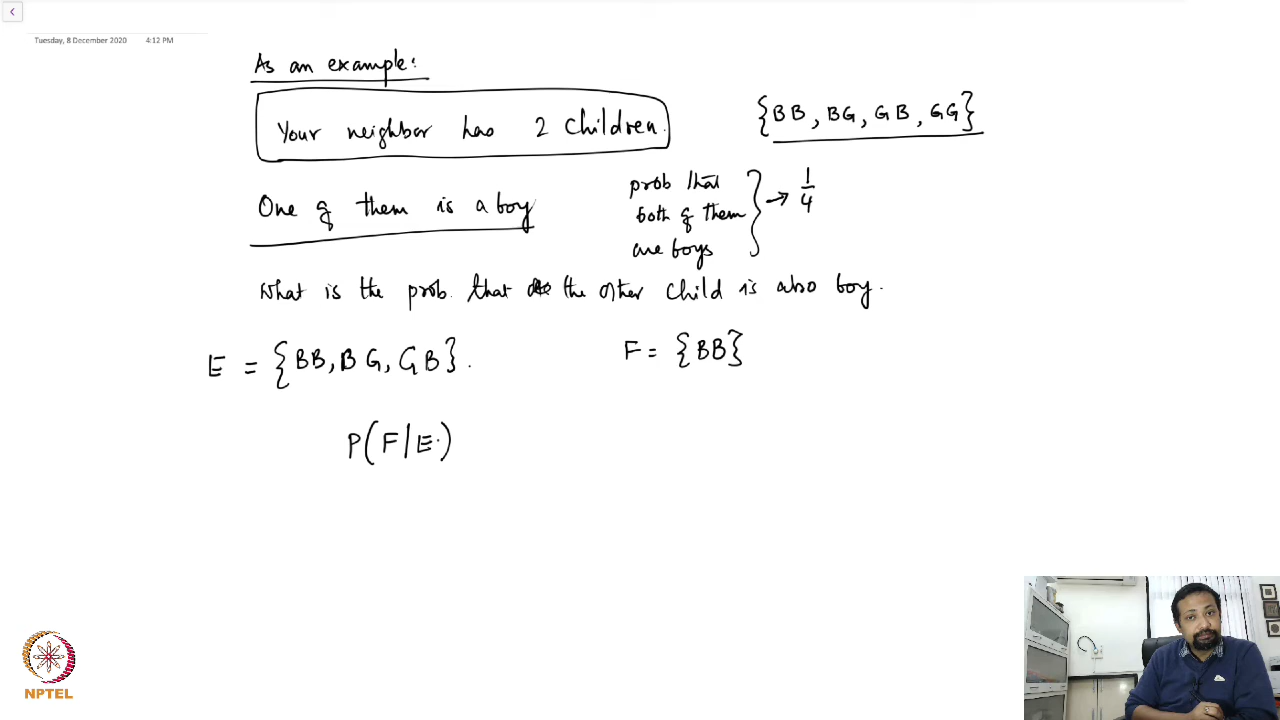 Tuesday, 8 December 2020 4:12 PM
As an example:
Your neighbor has 2 children.
{BB, BG, GB, GG}
One of them is a boy
prob that
both of them
are boys
→ 1/4
What is the prob. that the other child is also boy.
E = {BB, BG, GB}.
F = {BB}
P(F/E)
NPTEL